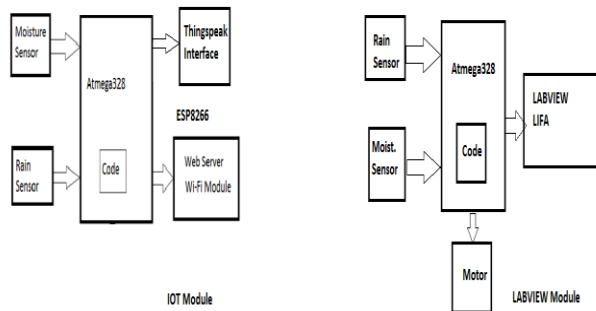 Moisture
Sensor
Atmega328
Thingspeak
Interface
ESP8266
Rain
Sensor
Code
Web Server
Wi-Fi Module
IOT Module
Rain
Sensor
Atmega328
LABVIEW
LIFA
Moist.
Sensor
Code
Motor
LABVIEW Module